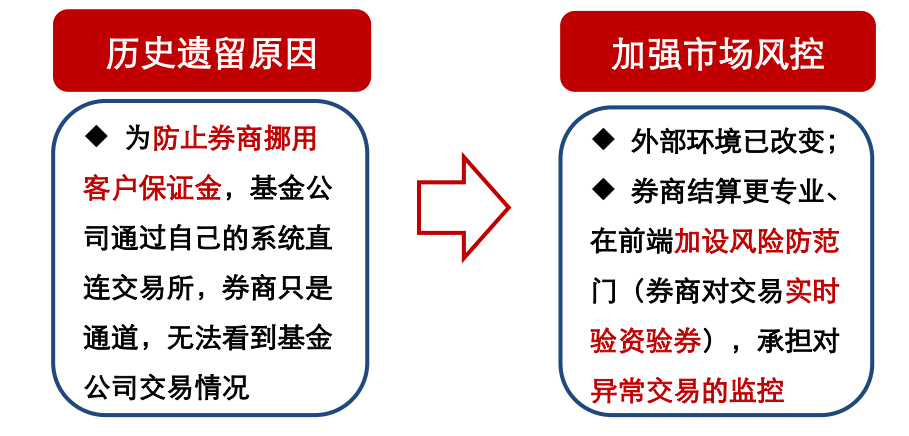 历史遗留原因
◆ 为防止券商挪用
客户保证金，基金公
司通过自己的系统直
连交易所，券商只是
通道，无法看到基金
公司交易情况
加强市场风控
◆ 外部环境已改变；
◆ 券商结算更专业、
在前端加设风险防范
门（券商对交易实时
验资验券），承担对
异常交易的监控